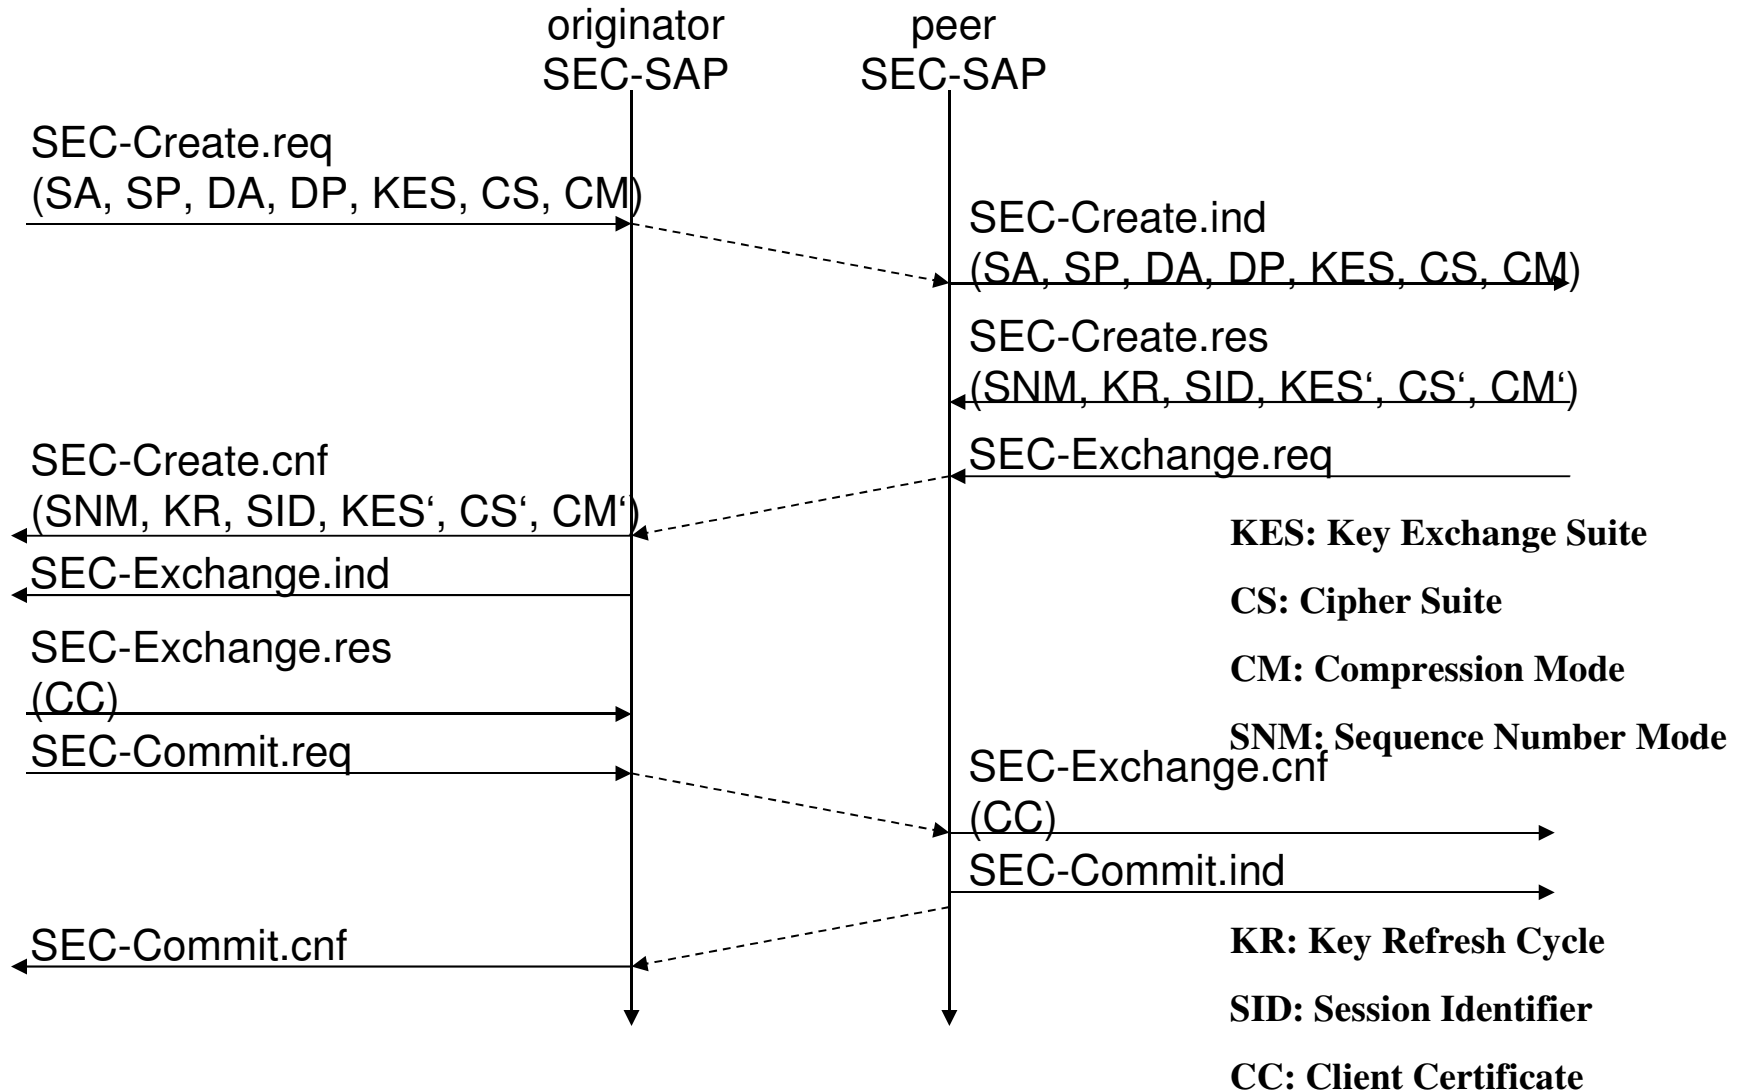 originator
SEC-SAP
peer
SEC-SAP
SEC-Create.req
(SA, SP, DA, DP, KES, CS, CM)
SEC-Create.ind
(SA, SP, DA, DP, KES, CS, CM)
SEC-Create.res
(SNM, KR, SID, KES‘, CS‘, CM‘)
SEC-Exchange.req
SEC-Create.cnf
(SNM, KR, SID, KES‘, CS‘, CM‘)
SEC-Exchange.ind
SEC-Exchange.res
(CC)
SEC-Commit.req
SEC-Exchange.cnf
(CC)
SEC-Commit.ind
SEC-Commit.cnf
KES: Key Exchange Suite
CS: Cipher Suite
CM: Compression Mode
SNM: Sequence Number Mode
KR: Key Refresh Cycle
SID: Session Identifier
CC: Client Certificate